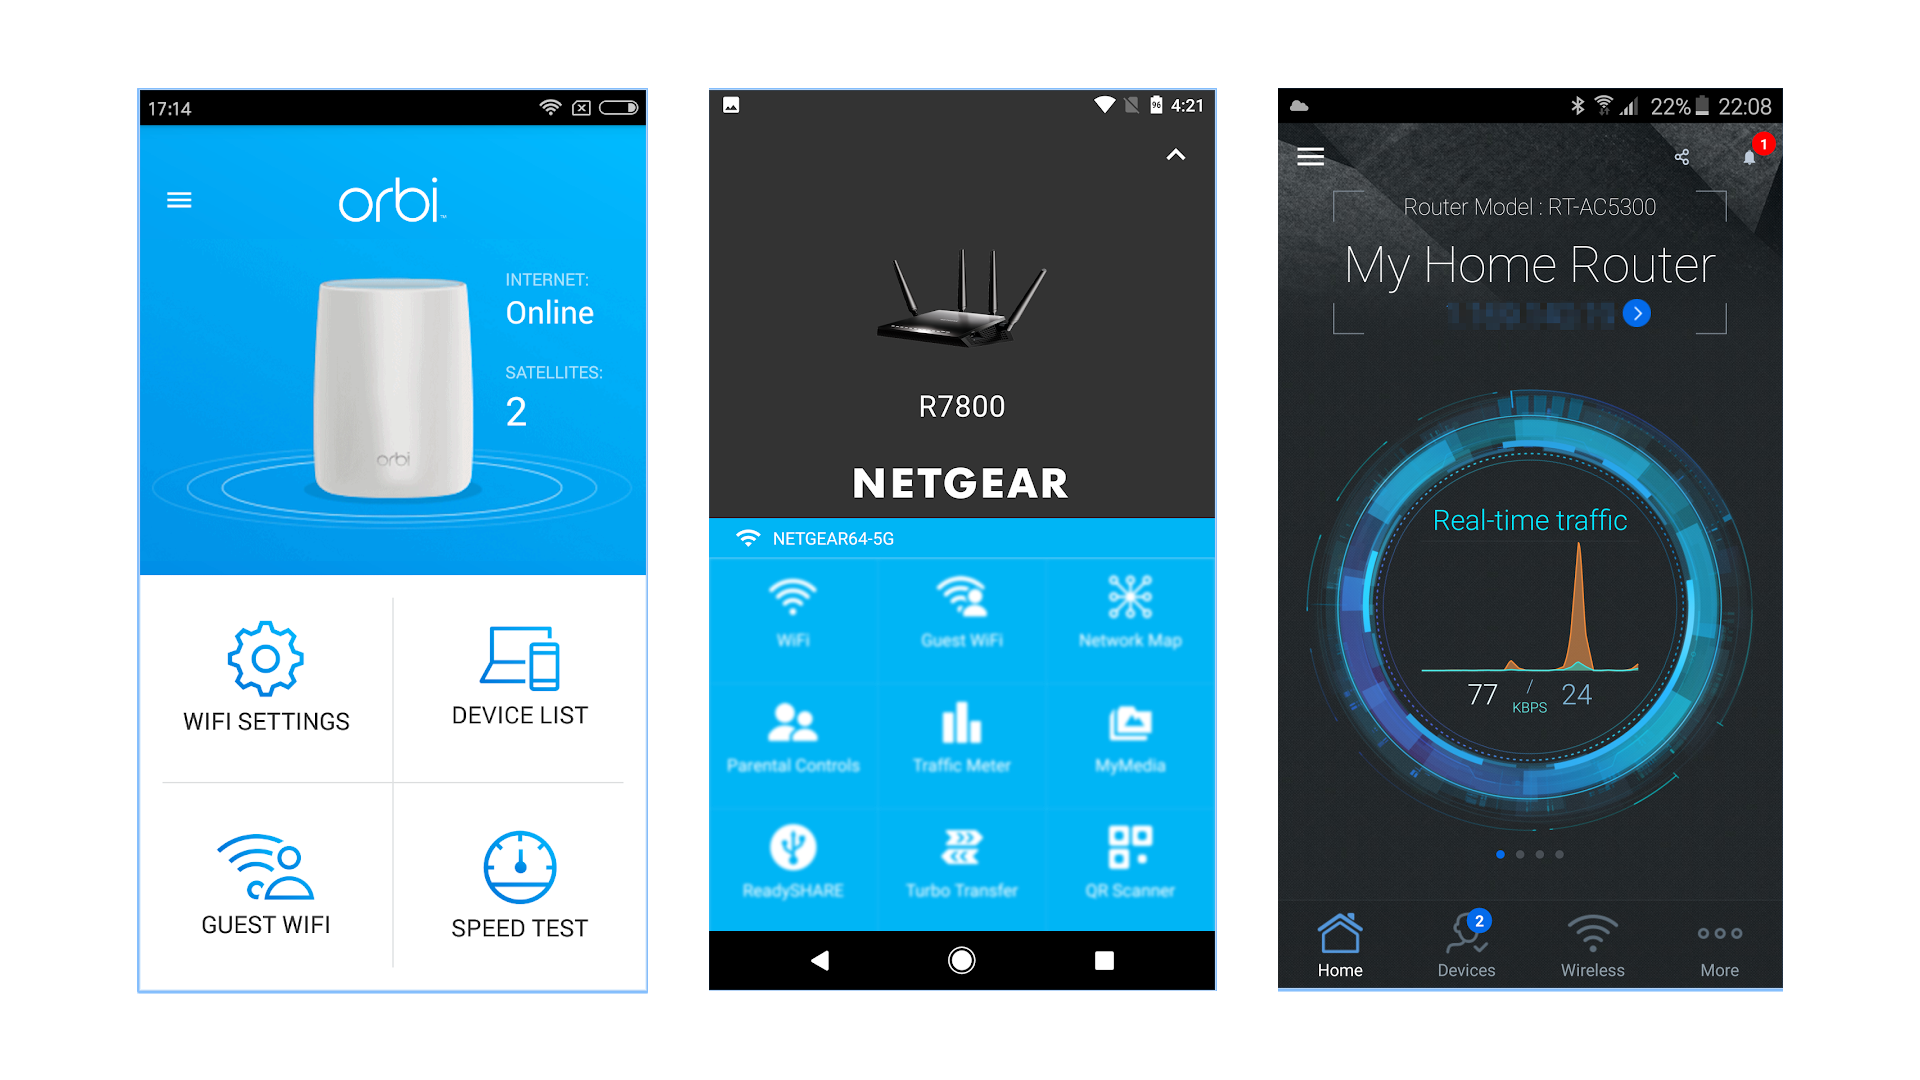 17:14
orbi™
INTERNET:
Online
SATELLITES:
2
orbi
WIFI SETTINGS
DEVICE LIST
GUEST WIFI
SPEED TEST
96 4:21
R7800
NETGEAR
NETGEAR64-5G
WiFi
Guest WiFi
Network Map
Parental Controls
Traffic Meter
MyMedia
ReadySHARE
Turbo Transfer
QR Scanner
22% 22:08
1
Router Model : RT-AC5300
My Home Router
Real-time traffic
77 / 24
KBPS
2
Home
Devices
Wireless
More